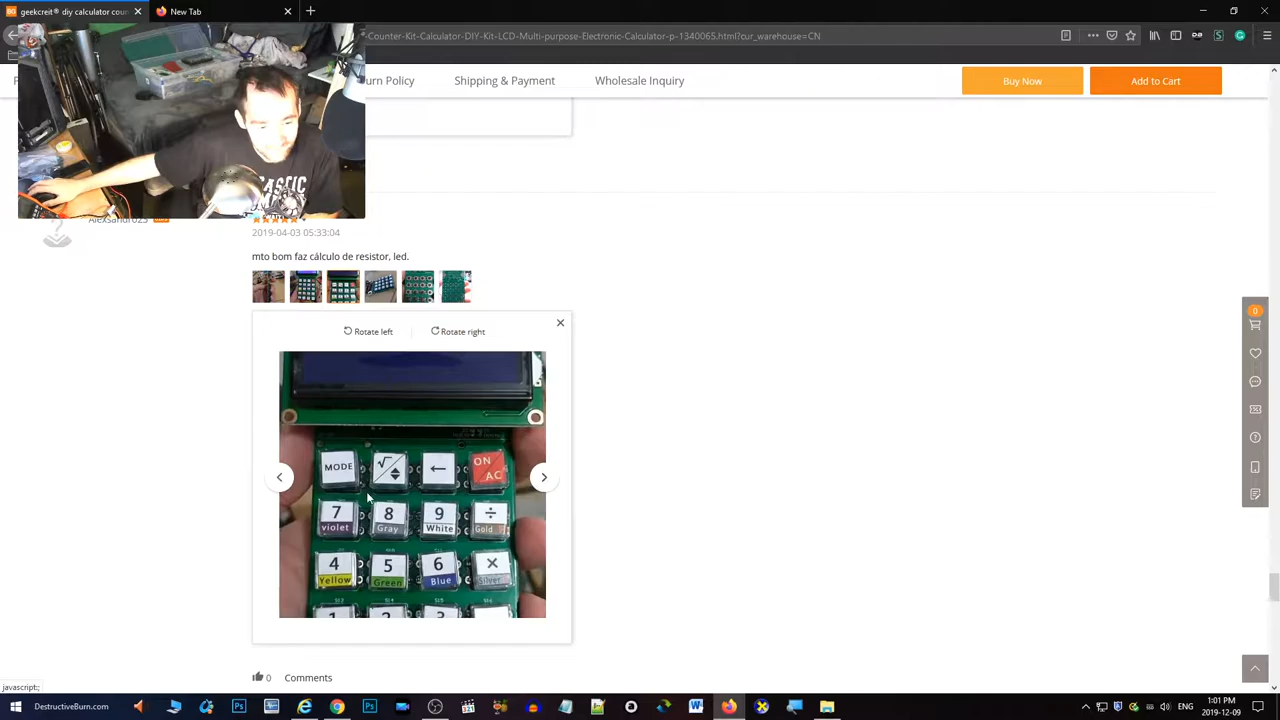 geekcreit® diy calculator coun
New Tab
-Counter-Kit-Calculator-DIY-Kit-LCD-Multi-purpose-Electronic-Calculator-p-1340065.html?cur_warehouse=CN
Policy
Shipping & Payment
Wholesale Inquiry
Buy Now
Add to Cart
Alexsandro23
2019-04-03 05:33:04
mto bom faz cálculo de resistor, led.
Rotate left
Rotate right
MODE
√
←
ON
AC
7
8
9
÷
violet
Gray
White
Gold
4
5
6
×
Yellow
Green
Blue
Silver
0
0
Comments
javascript:;
DestructiveBurn.com
1:01 PM
2019-12-09